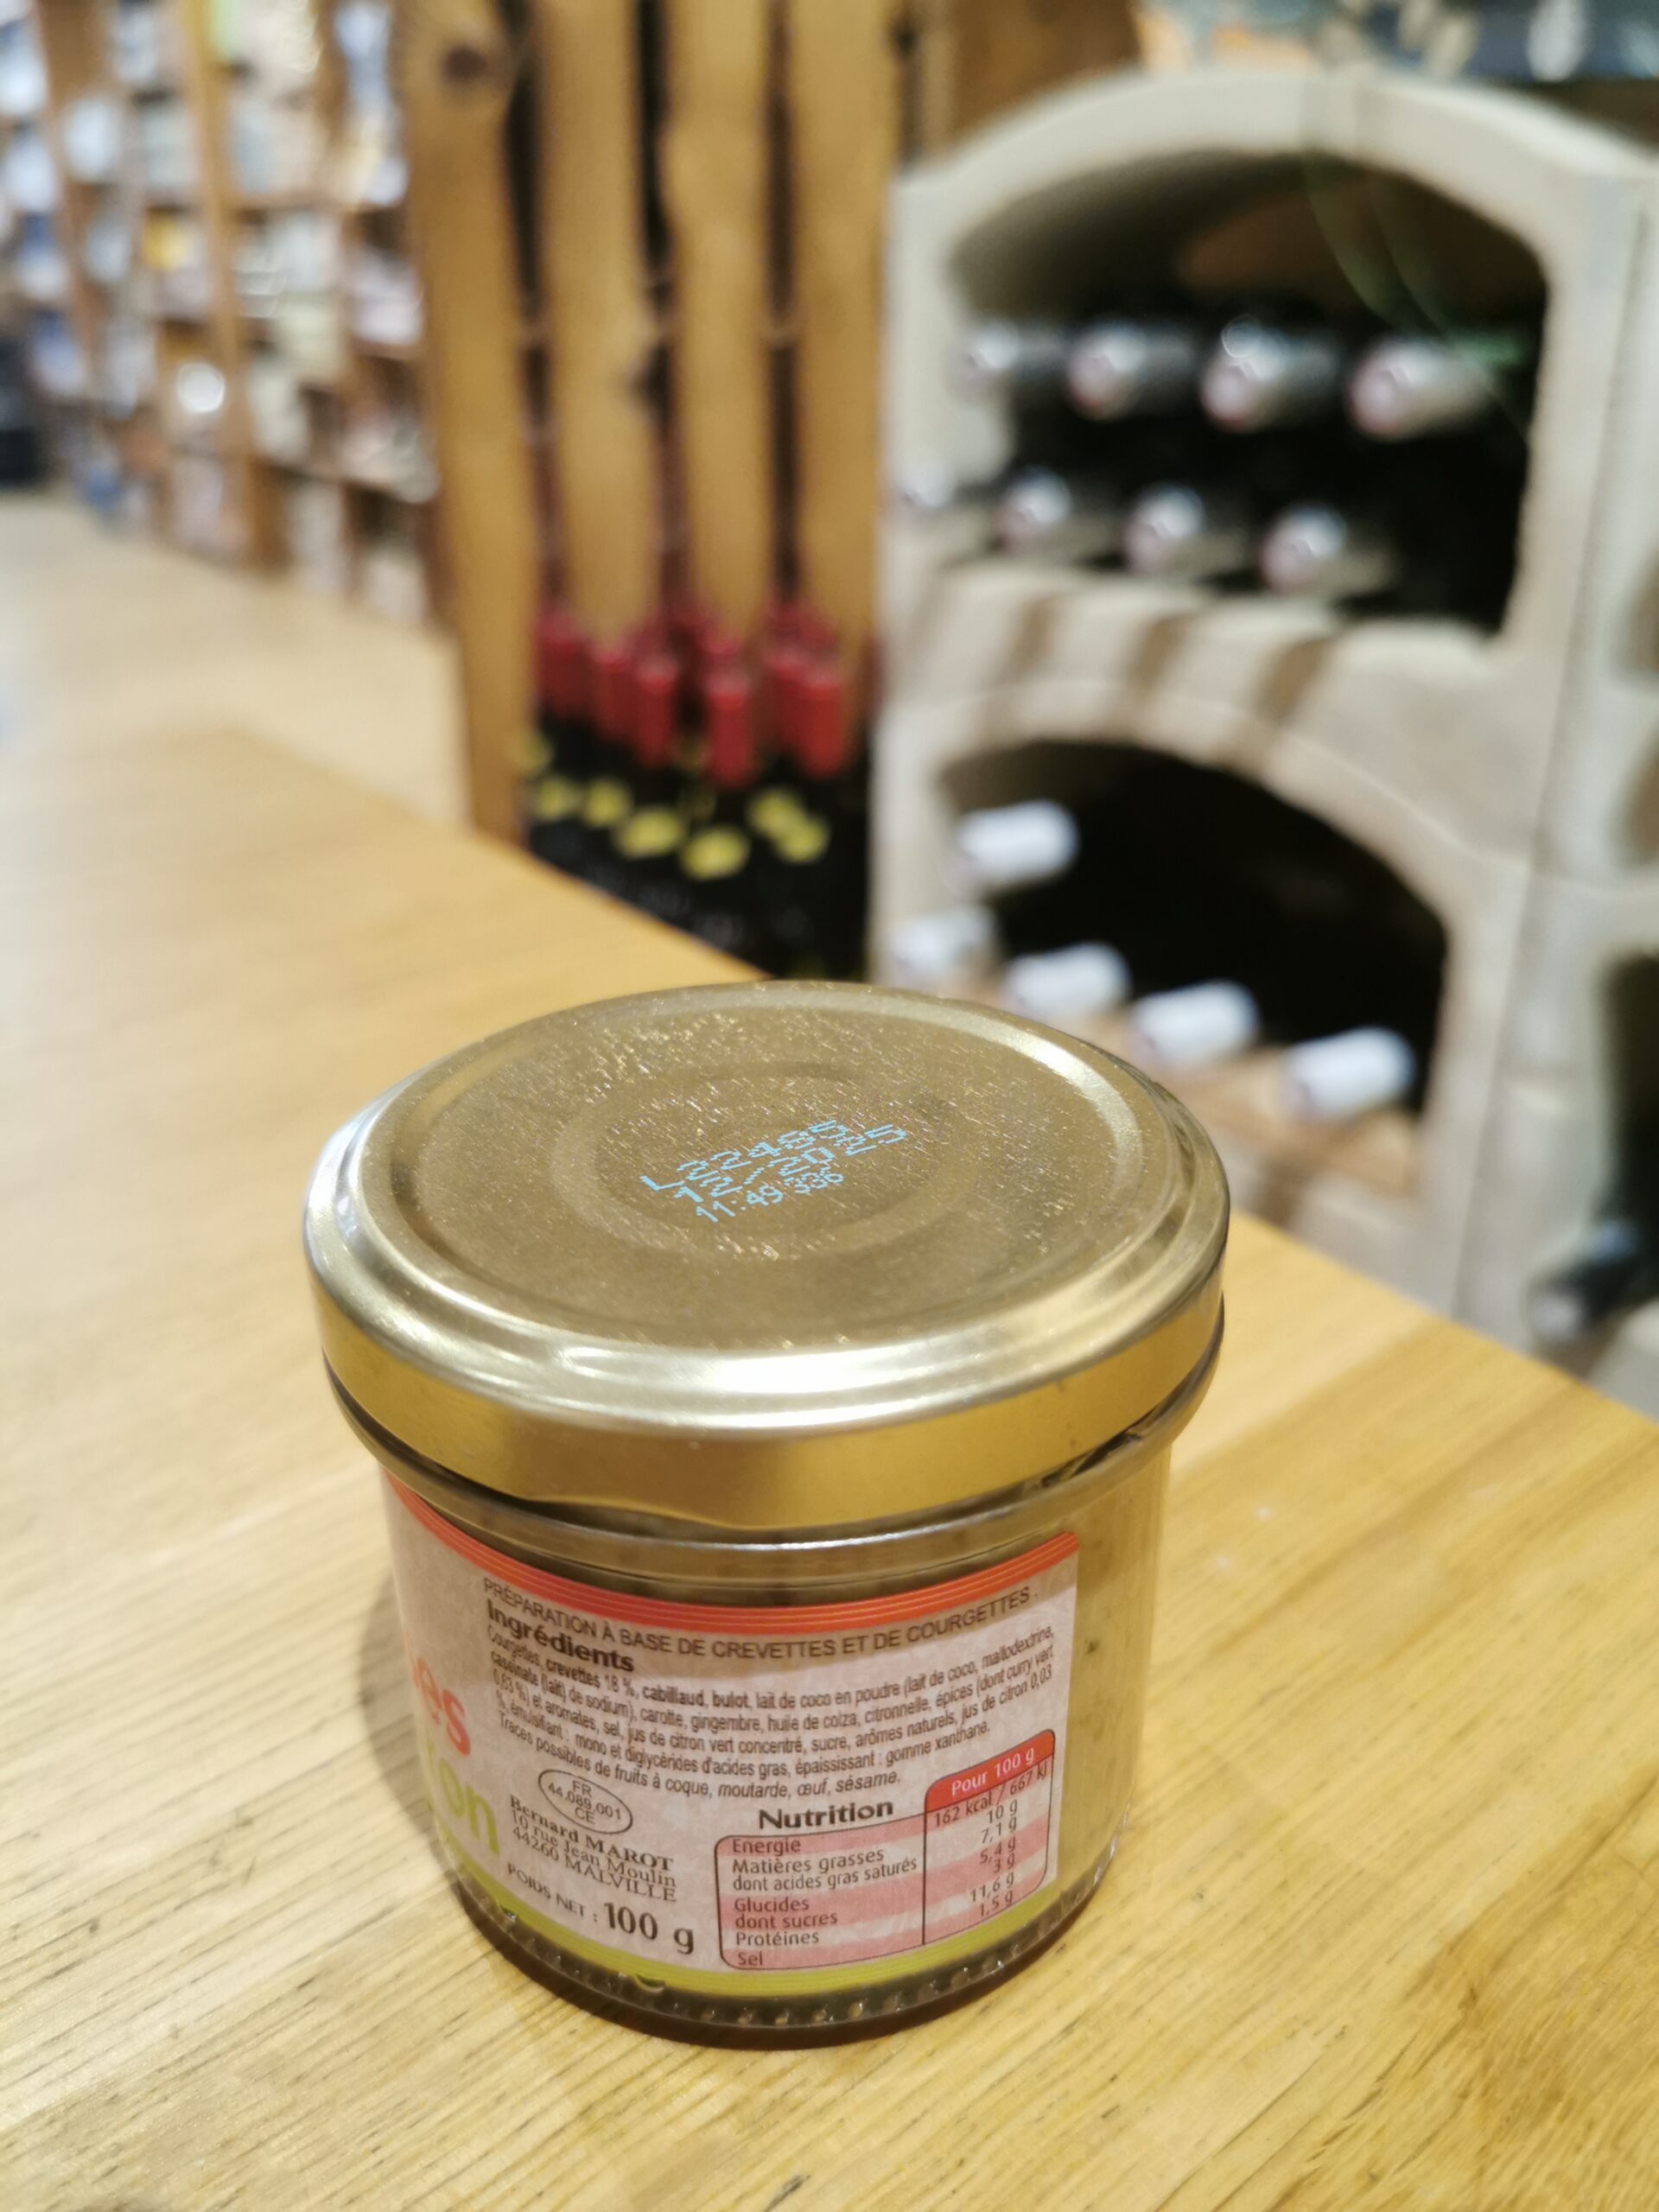 L22485
12/2025
11:49 336
PRÉPARATION À BASE DE CREVETTES ET DE COURGETTES.
Ingrédients
Courgettes, crevettes 18 %, cabillaud, bulot, lait de coco en poudre (lait de coco, maltodextrine,
caséinate (lait) de sodium), carotte, gingembre, huile de colza, citronnelle, épices (dont curry vert
0,63 %) et aromates, sel, jus de citron vert concentré, sucre, arômes naturels, jus de citron 0,03
%, émulsifiant : mono et diglycérides d'acides gras, épaississant : gomme xanthane.
Traces possibles de fruits à coque, moutarde, œuf, sésame.
FR
44.089.001
CE
Bernard MAROT
10 rue Jean Moulin
44260 MALVILLE
POIDS NET : 100 g
Nutrition
Pour 100 g
Energie 162 kcal / 667 kJ
Matières grasses 10 g
dont acides gras saturés 7,1 g
Glucides 5,4 g
dont sucres 3 g
Protéines 11,6 g
Sel 1,5 g